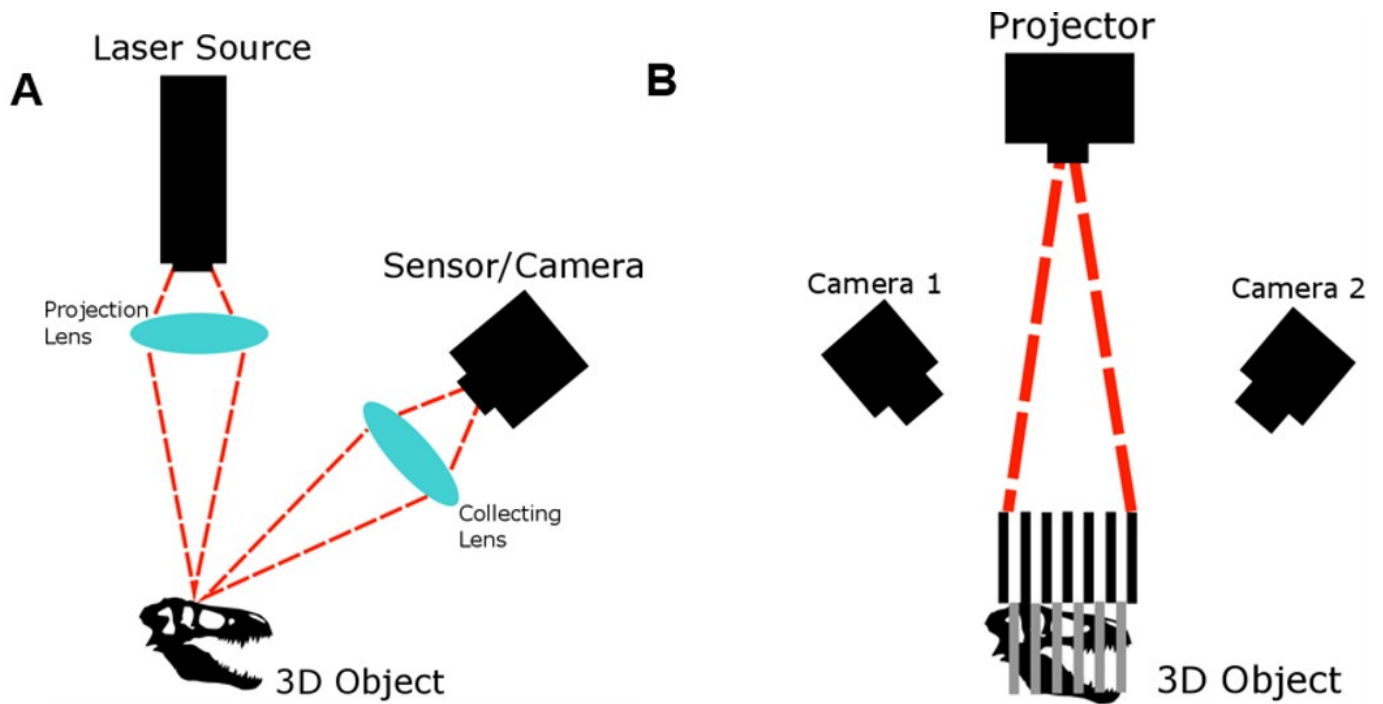 A
Laser Source
Projection
Lens
Sensor/Camera
Collecting
Lens
3D Object
B
Projector
Camera 1
Camera 2
3D Object